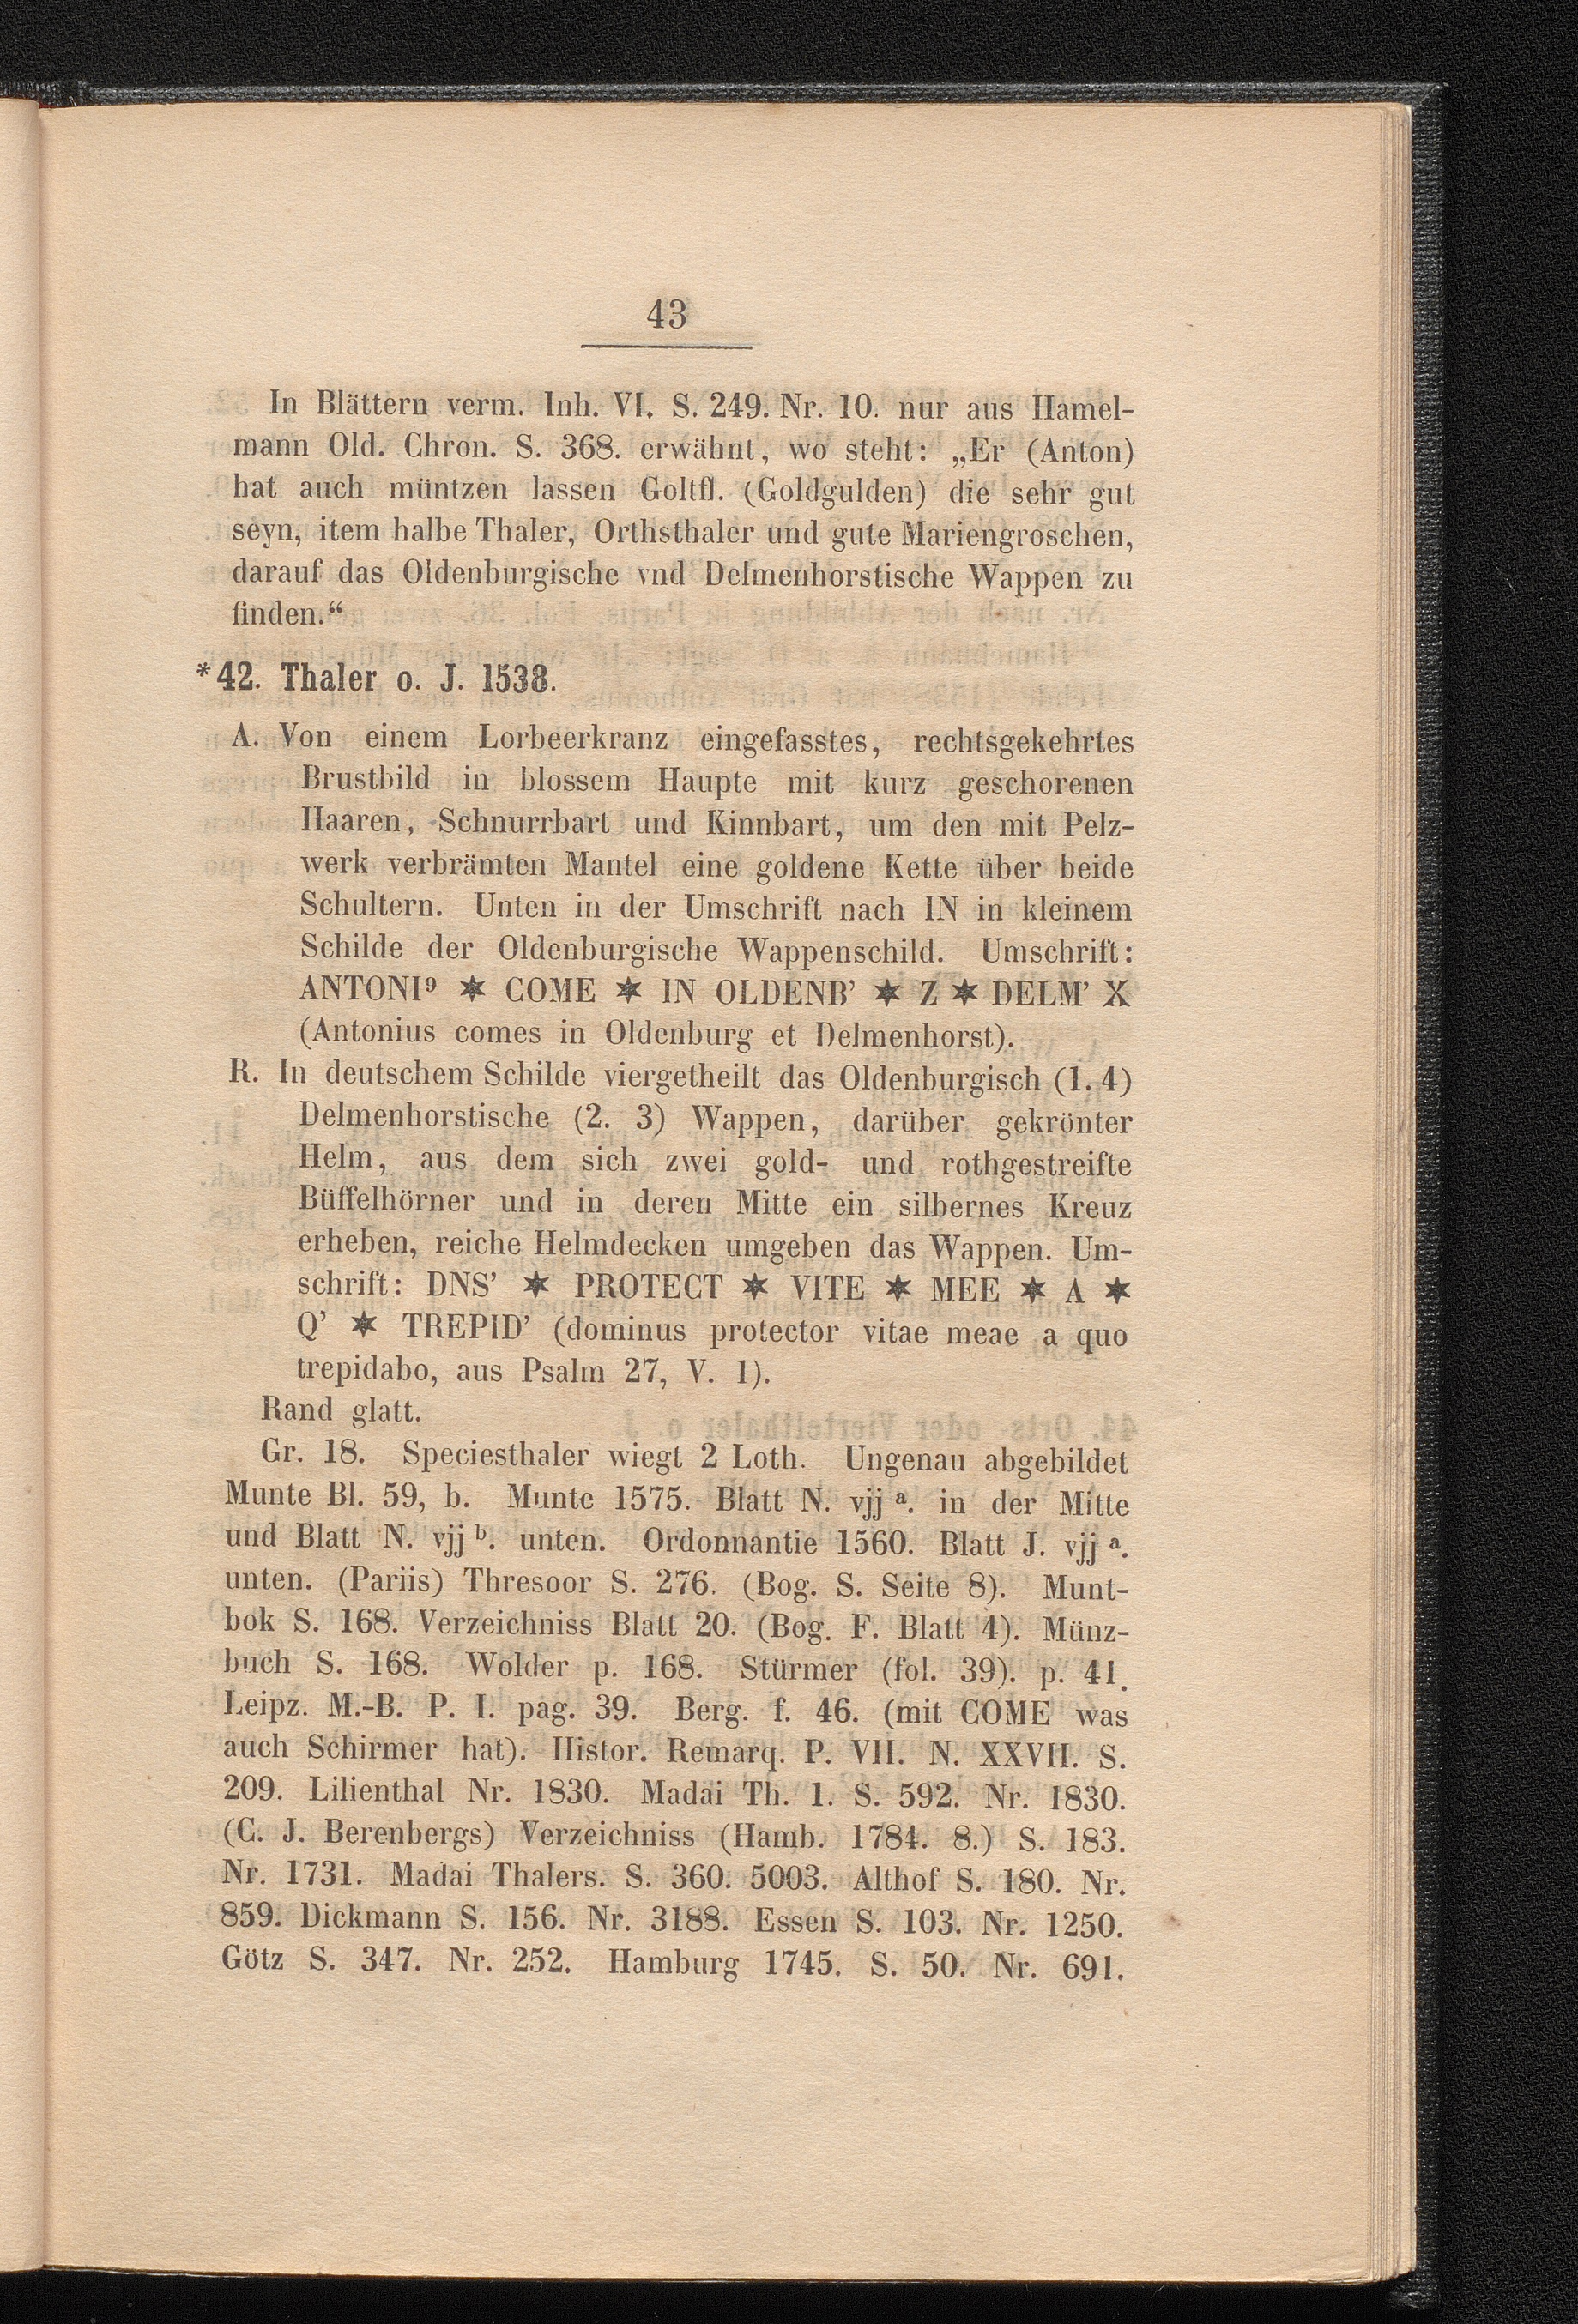 43
In Blättern verm. Inh. VI. S. 249. Nr. 10. nur aus Hamel-
mann Old. Chron. S. 368. erwähnt, wo steht: „Er (Anton)
hat auch müntzen lassen Goltfl. (Goldgulden) die sehr gut
seyn, item halbe Thaler, Orthsthaler und gute Mariengroschen,
darauf das Oldenburgische vnd Delmenhorstische Wappen zu
finden.“
*42. Thaler o. J. 1538.
A. Von einem Lorbeerkranz eingefasstes, rechtsgekehrtes
Brustbild in blossem Haupte mit kurz geschorenen
Haaren, Schnurrbart und Kinnbart, um den mit Pelz-
werk verbrämten Mantel eine goldene Kette über beide
Schultern. Unten in der Umschrift nach IN in kleinem
Schilde der Oldenburgische Wappenschild. Umschrift:
ANTONI⁹ ✶ COME ✶ IN OLDENB’ ✶ Z ✶ DELM’ X
(Antonius comes in Oldenburg et Delmenhorst).
R. In deutschem Schilde viergetheilt das Oldenburgisch (1. 4)
Delmenhorstische (2. 3) Wappen, darüber gekrönter
Helm, aus dem sich zwei gold- und rothgestreifte
Büffelhörner und in deren Mitte ein silbernes Kreuz
erheben, reiche Helmdecken umgeben das Wappen. Um-
schrift: DNS’ ✶ PROTECT ✶ VITE ✶ MEE ✶ A ✶
Q’ ✶ TREPID’ (dominus protector vitae meae a quo
trepidabo, aus Psalm 27, V. 1).
Rand glatt.
Gr. 18. Speciesthaler wiegt 2 Loth. Ungenau abgebildet
Munte Bl. 59, b. Munte 1575. Blatt N. vjj ª. in der Mitte
und Blatt N. vjj ᵇ. unten. Ordonnantie 1560. Blatt J. vjj ª.
unten. (Pariis) Thresoor S. 276. (Bog. S. Seite 8). Munt-
bok S. 168. Verzeichniss Blatt 20. (Bog. F. Blatt 4). Münz-
buch S. 168. Wolder p. 168. Stürmer (fol. 39). p. 41.
Leipz. M.-B. P. I. pag. 39. Berg. f. 46. (mit COME was
auch Schirmer hat). Histor. Remarq. P. VII. N. XXVII. S.
209. Lilienthal Nr. 1830. Madai Th. 1. S. 592. Nr. 1830.
(C. J. Berenbergs) Verzeichniss (Hamb. 1784. 8.) S. 183.
Nr. 1731. Madai Thalers. S. 360. 5003. Althof S. 180. Nr.
859. Dickmann S. 156. Nr. 3188. Essen S. 103. Nr. 1250.
Götz S. 347. Nr. 252. Hamburg 1745. S. 50. Nr. 691.